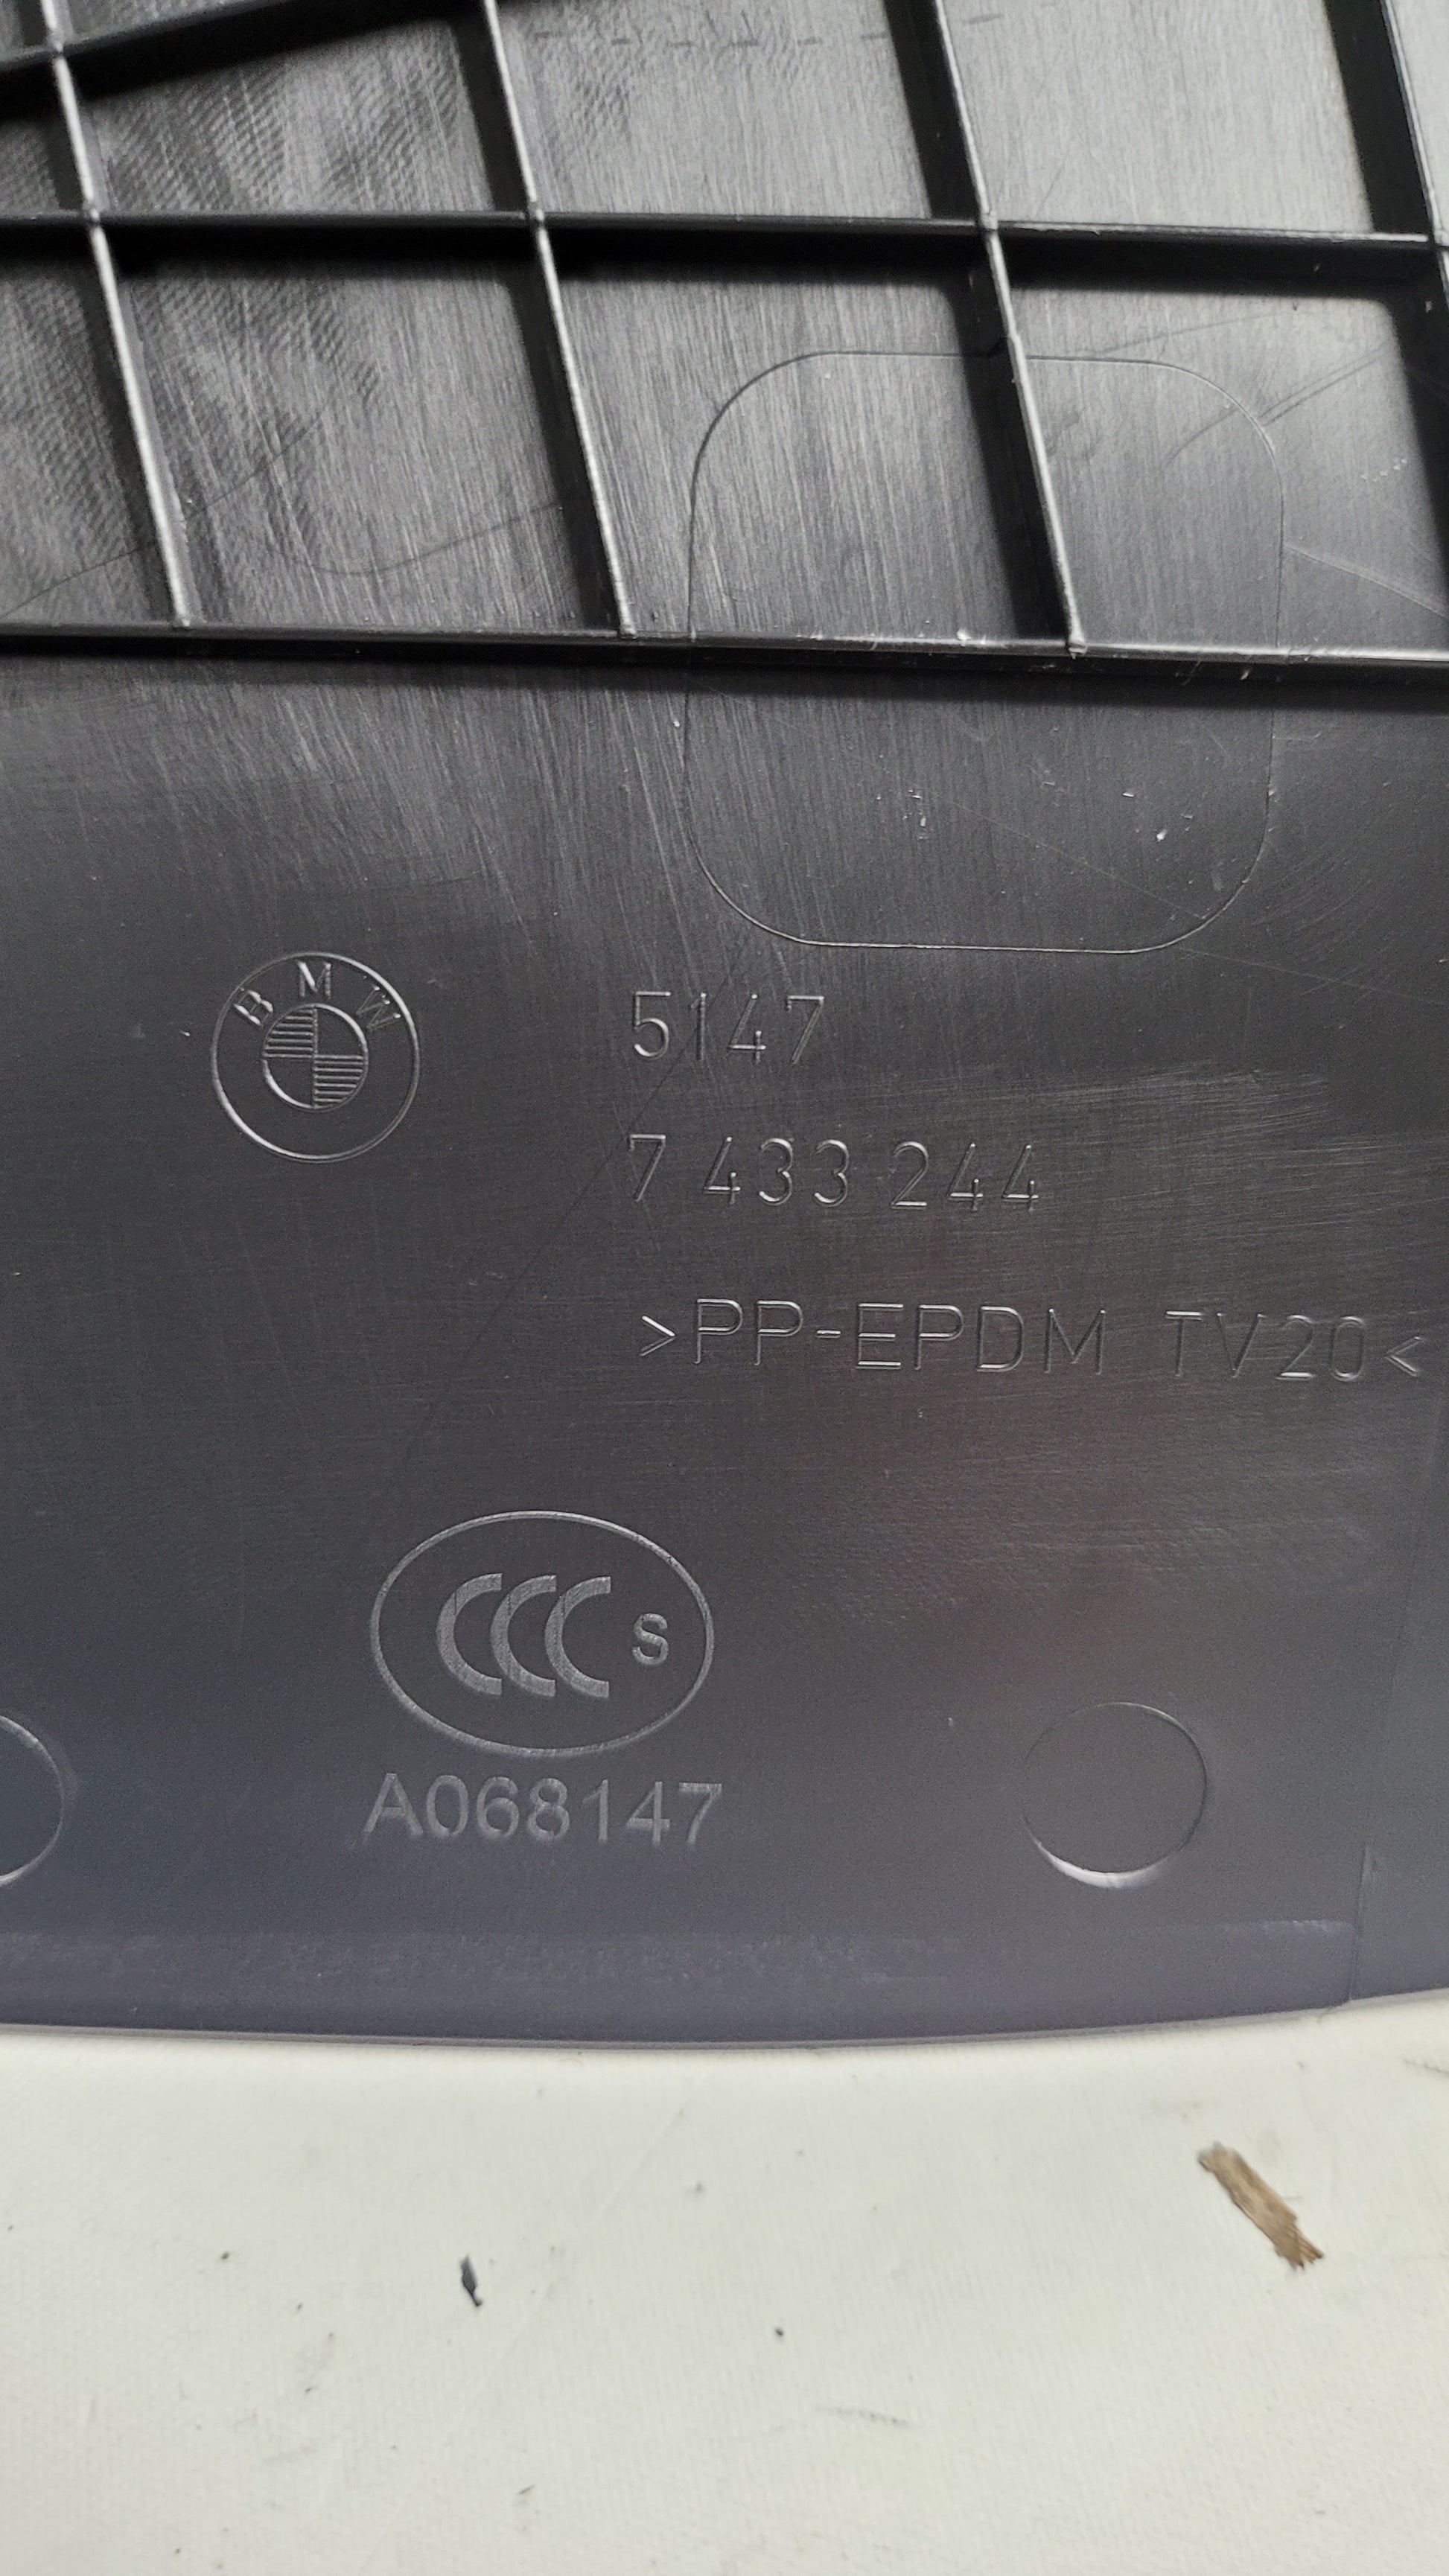 BMW
5147
7 433 244
>PP-EPDM TV20<
CCC S
A068147